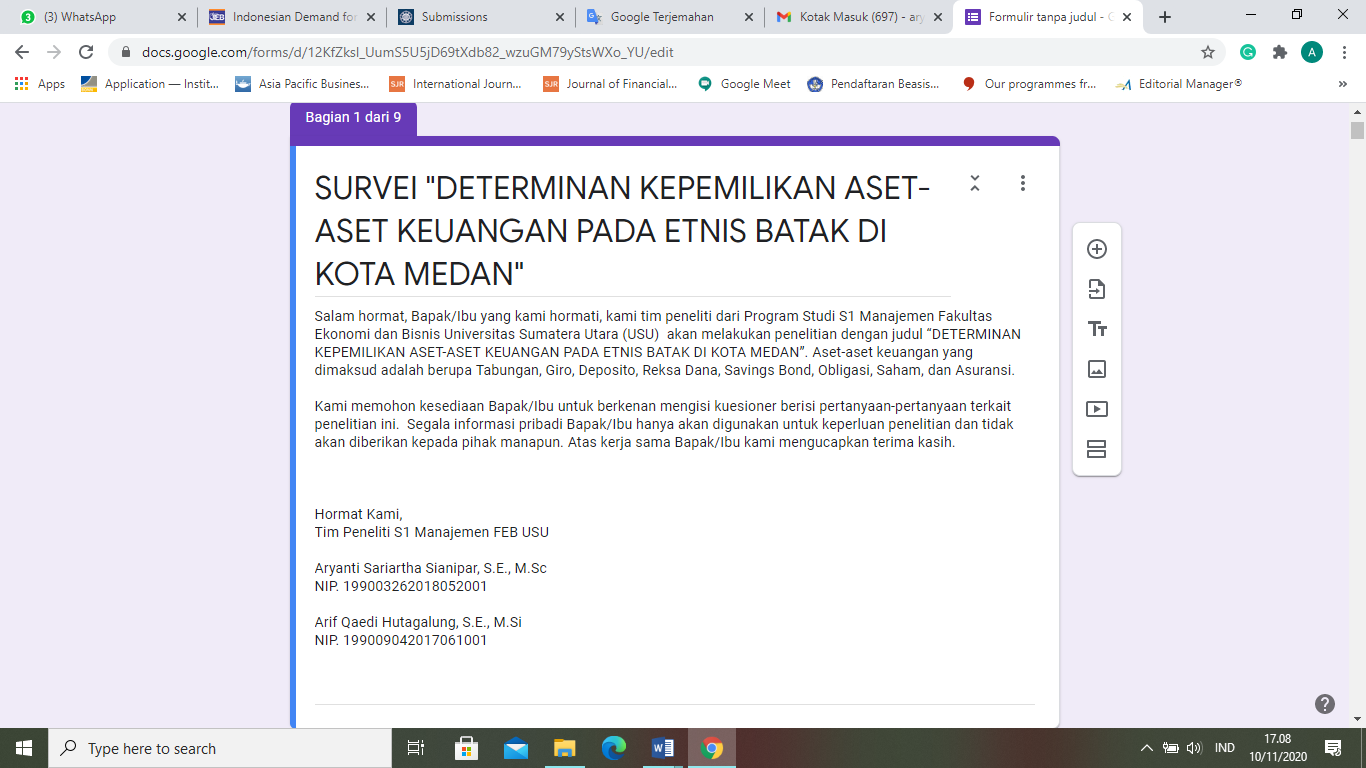 (3) WhatsApp
Indonesian Demand for
Submissions
Google Terjemahan
Kotak Masuk (697) - ary
Formulir tanpa judul - G
docs.google.com/forms/d/12KfZksl_UumS5U5jD69tXdb82_wzuGM79yStsWXo_YU/edit
Apps
Application — Instit...
Asia Pacific Busines...
International Journ...
Journal of Financial...
Google Meet
Pendaftaran Beasis...
Our programmes fr...
Editorial Manager®
Bagian 1 dari 9
SURVEI "DETERMINAN KEPEMILIKAN ASET-
ASET KEUANGAN PADA ETNIS BATAK DI
KOTA MEDAN"
Salam hormat, Bapak/Ibu yang kami hormati, kami tim peneliti dari Program Studi S1 Manajemen Fakultas
Ekonomi dan Bisnis Universitas Sumatera Utara (USU)  akan melakukan penelitian dengan judul “DETERMINAN
KEPEMILIKAN ASET-ASET KEUANGAN PADA ETNIS BATAK DI KOTA MEDAN”. Aset-aset keuangan yang
dimaksud adalah berupa Tabungan, Giro, Deposito, Reksa Dana, Savings Bond, Obligasi, Saham, dan Asuransi.
Kami memohon kesediaan Bapak/Ibu untuk berkenan mengisi kuesioner berisi pertanyaan-pertanyaan terkait
penelitian ini.  Segala informasi pribadi Bapak/Ibu hanya akan digunakan untuk keperluan penelitian dan tidak
akan diberikan kepada pihak manapun. Atas kerja sama Bapak/Ibu kami mengucapkan terima kasih.
Hormat Kami,
Tim Peneliti S1 Manajemen FEB USU
Aryanti Sariartha Sianipar, S.E., M.Sc
NIP. 199003262018052001
Arif Qaedi Hutagalung, S.E., M.Si
NIP. 199009042017061001
Type here to search
IND
17.08
10/11/2020